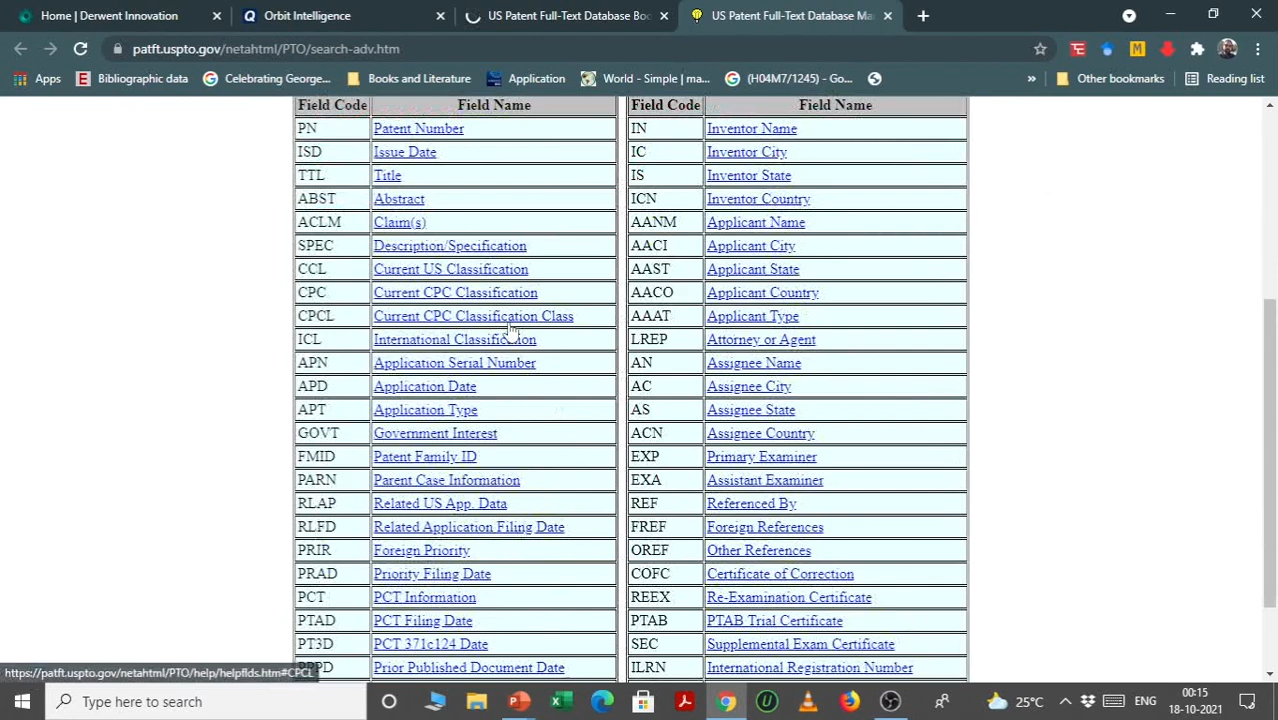 Home | Derwent Innovation
Orbit Intelligence
US Patent Full-Text Database Boo
US Patent Full-Text Database Ma
patft.uspto.gov/netahtml/PTO/search-adv.htm
Apps
Bibliographic data
Celebrating George...
Books and Literature
Application
World - Simple | ma...
(H04M7/1245) - Go...
»
Other bookmarks
Reading list
Field Code Field Name Field Code Field Name
PN Patent Number IN Inventor Name
ISD Issue Date IC Inventor City
TTL Title IS Inventor State
ABST Abstract ICN Inventor Country
ACLM Claim(s) AANM Applicant Name
SPEC Description/Specification AACI Applicant City
CCL Current US Classification AAST Applicant State
CPC Current CPC Classification AACO Applicant Country
CPCL Current CPC Classification Class AAAT Applicant Type
ICL International Classification LREP Attorney or Agent
APN Application Serial Number AN Assignee Name
APD Application Date AC Assignee City
APT Application Type AS Assignee State
GOVT Government Interest ACN Assignee Country
FMID Patent Family ID EXP Primary Examiner
PARN Parent Case Information EXA Assistant Examiner
RLAP Related US App. Data REF Referenced By
RLFD Related Application Filing Date FREF Foreign References
PRIR Foreign Priority OREF Other References
PRAD Priority Filing Date COFC Certificate of Correction
PCT PCT Information REEX Re-Examination Certificate
PTAD PCT Filing Date PTAB PTAB Trial Certificate
PT3D PCT 371c124 Date SEC Supplemental Exam Certificate
PPPD Prior Published Document Date ILRN International Registration Number
https://patft.uspto.gov/netahtml/PTO/help/helpflds.htm#CPCL
Type here to search
25°C
ENG
00:15
18-10-2021